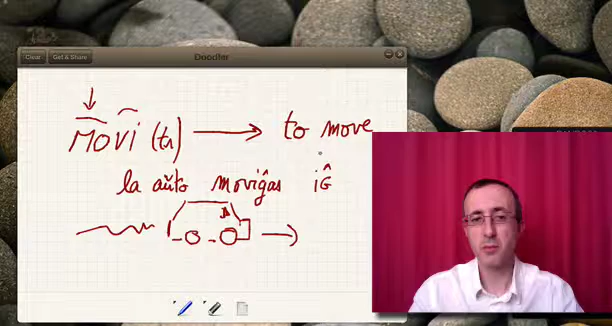 Clear Get & Share Doodler
MOVI (tr) → to move
la aŭto moviĝas iĜ